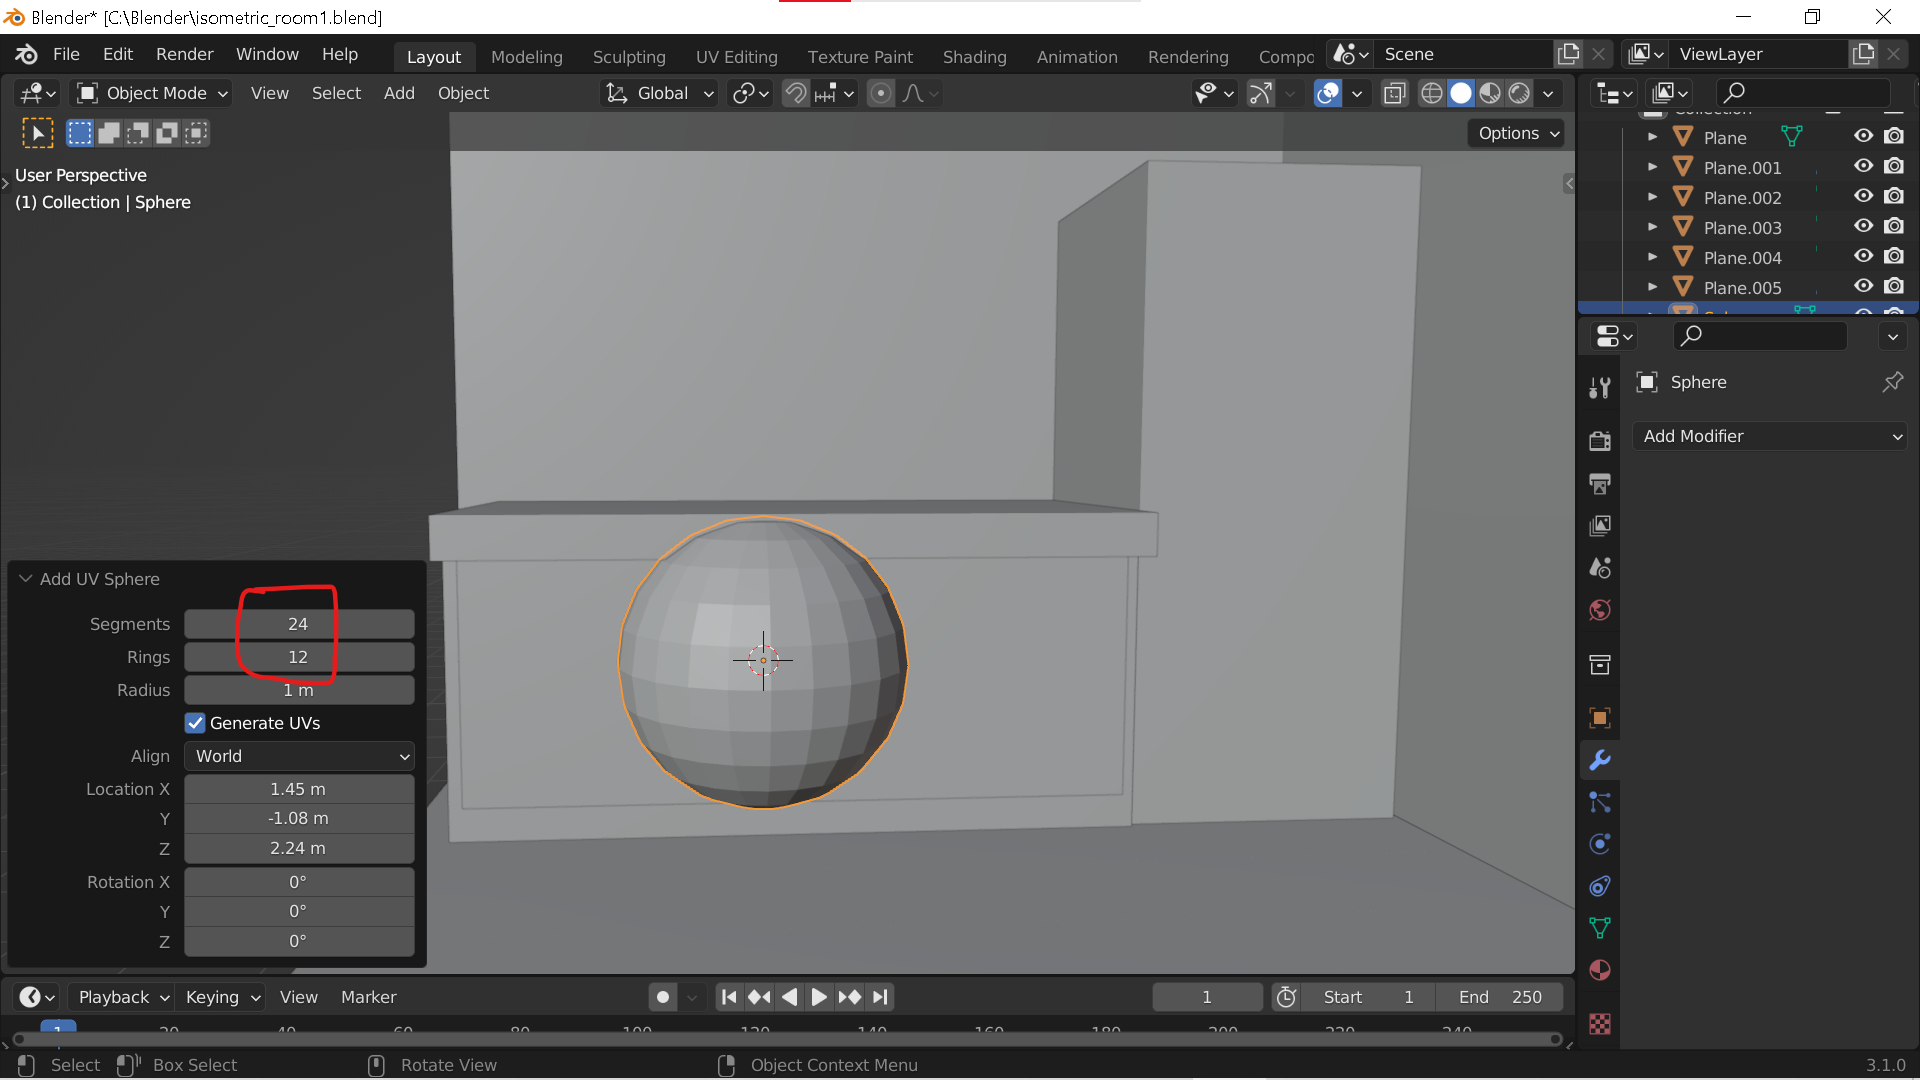 Blender* [C:\Blender\isometric_room1.blend]
File Edit Render Window Help Layout Modeling Sculpting UV Editing Texture Paint Shading Animation Rendering Compo Scene ViewLayer
Object Mode View Select Add Object Global
Options
User Perspective
(1) Collection | Sphere
Collection
Plane
Plane.001
Plane.002
Plane.003
Plane.004
Plane.005
Sphere
Add Modifier
Add UV Sphere
Segments 24
Rings 12
Radius 1 m
Generate UVs
Align World
Location X 1.45 m
Y -1.08 m
Z 2.24 m
Rotation X 0°
Y 0°
Z 0°
Playback Keying View Marker 1 Start 1 End 250
1 20 40 60 80 100 120 140 160 180 200 220 240
Select Box Select Rotate View Object Context Menu 3.1.0